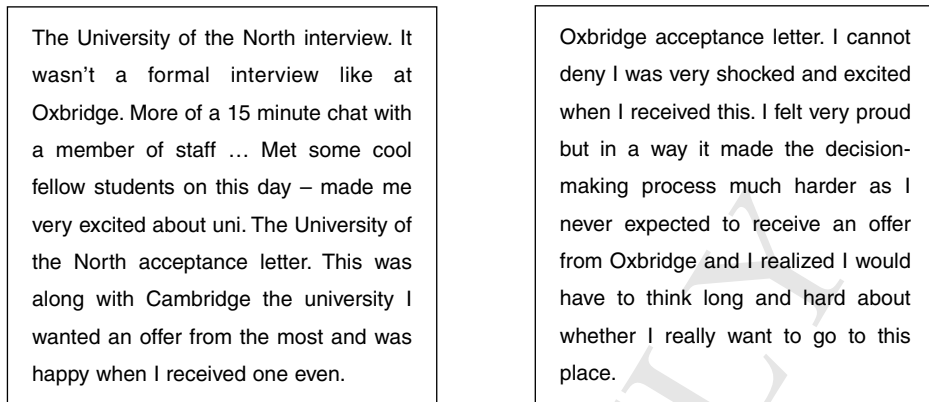 The University of the North interview. It
wasn’t a formal interview like at
Oxbridge. More of a 15 minute chat with
a member of staff … Met some cool
fellow students on this day – made me
very excited about uni. The University of
the North acceptance letter. This was
along with Cambridge the university I
wanted an offer from the most and was
happy when I received one even.
Oxbridge acceptance letter. I cannot
deny I was very shocked and excited
when I received this. I felt very proud
but in a way it made the decision-
making process much harder as I
never expected to receive an offer
from Oxbridge and I realized I would
have to think long and hard about
whether I really want to go to this
place.